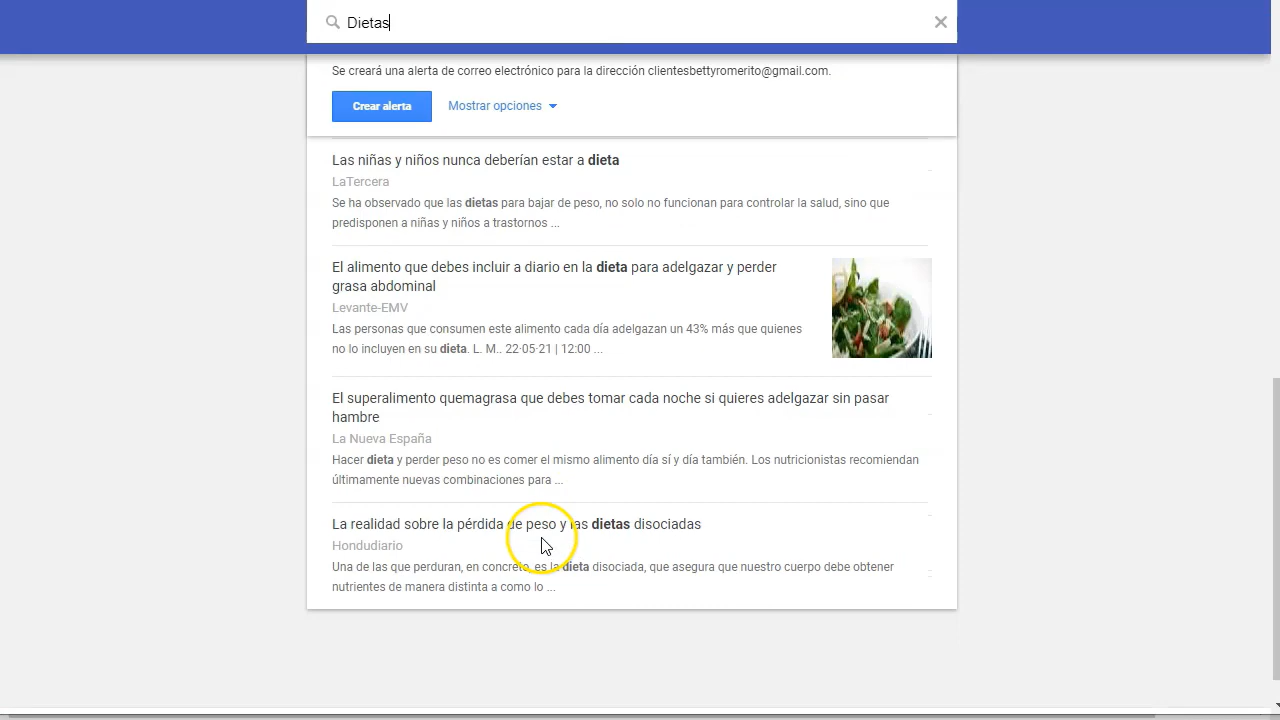 Dietas
Se creará una alerta de correo electrónico para la dirección clientesbettyromerito@gmail.com.
Crear alerta
Mostrar opciones
Las niñas y niños nunca deberían estar a dieta
LaTercera
Se ha observado que las dietas para bajar de peso, no solo no funcionan para controlar la salud, sino que
predisponen a niñas y niños a trastornos ...
El alimento que debes incluir a diario en la dieta para adelgazar y perder
grasa abdominal
Levante-EMV
Las personas que consumen este alimento cada día adelgazan un 43% más que quienes
no lo incluyen en su dieta. L. M.. 22·05·21 | 12:00 ...
El superalimento quemagrasa que debes tomar cada noche si quieres adelgazar sin pasar
hambre
La Nueva España
Hacer dieta y perder peso no es comer el mismo alimento día sí y día también. Los nutricionistas recomiendan
últimamente nuevas combinaciones para ...
La realidad sobre la pérdida de peso y las dietas disociadas
Hondudiario
Una de las que perduran, en concreto, es la dieta disociada, que asegura que nuestro cuerpo debe obtener
nutrientes de manera distinta a como lo ...